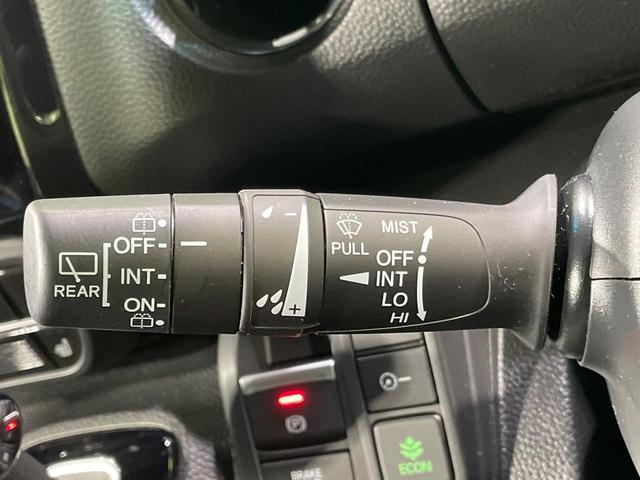 OFF
INT
ON
REAR
-
+
PULL
MIST
OFF
INT
LO
HI
P
BRAKE
ECON